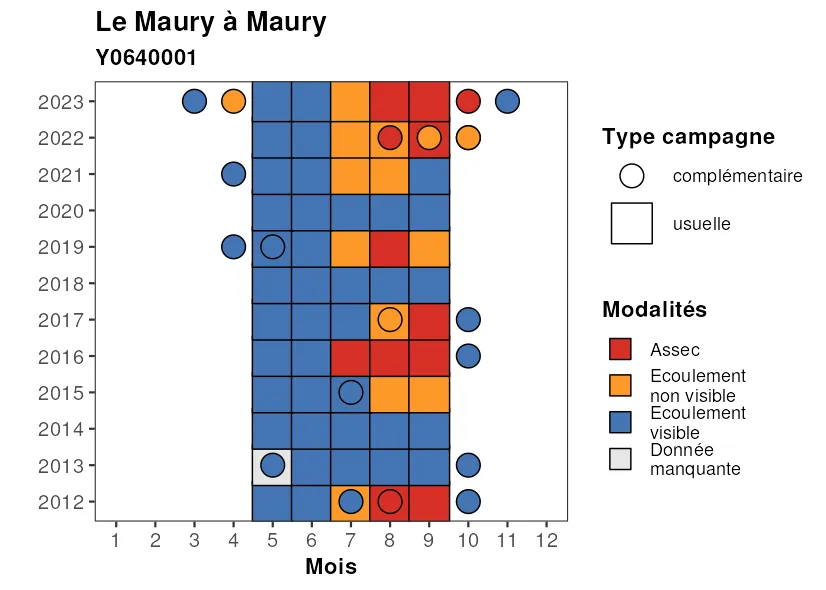 Le Maury à Maury
Y0640001
2023
2022
2021
2020
2019
2018
2017
2016
2015
2014
2013
2012
1 2 3 4 5 6 7 8 9 10 11 12
Mois
Type campagne
complémentaire
usuelle
Modalités
Assec
Ecoulement
non visible
Ecoulement
visible
Donnée
manquante